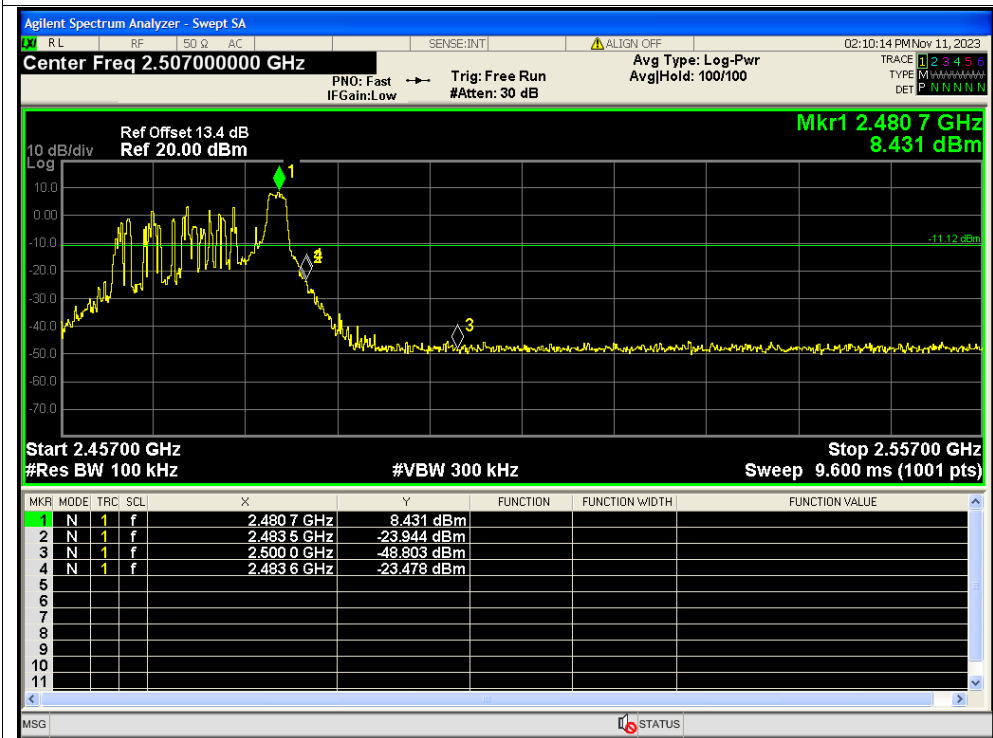 Agilent Spectrum Analyzer - Swept SA
LXI RL RF 50 Ω AC SENSE:INT ALIGN OFF 02:10:14 PM Nov 11, 2023
Center Freq 2.507000000 GHz
PNO: Fast Trig: Free Run Avg Type: Log-Pwr TRACE 1 2 3 4 5 6
IFGain:Low #Atten: 30 dB Avg|Hold: 100/100 TYPE M WWWWW
DET P N N N N N
Mkr1 2.480 7 GHz
8.431 dBm
Ref Offset 13.4 dB
10 dB/div Ref 20.00 dBm
Log
1
10.0
0.00
-10.0
-11.12 dBm
-20.0
-30.0
-40.0
3
-50.0
-60.0
-70.0
Start 2.45700 GHz Stop 2.55700 GHz
#Res BW 100 kHz #VBW 300 kHz Sweep 9.600 ms (1001 pts)
MKR MODE TRC SCL X Y FUNCTION FUNCTION WIDTH FUNCTION VALUE
1 N 1 f 2.480 7 GHz 8.431 dBm
2 N 1 f 2.483 5 GHz -23.944 dBm
3 N 1 f 2.500 0 GHz -48.803 dBm
4 N 1 f 2.483 6 GHz -23.478 dBm
5
6
7
8
9
10
11
MSG STATUS